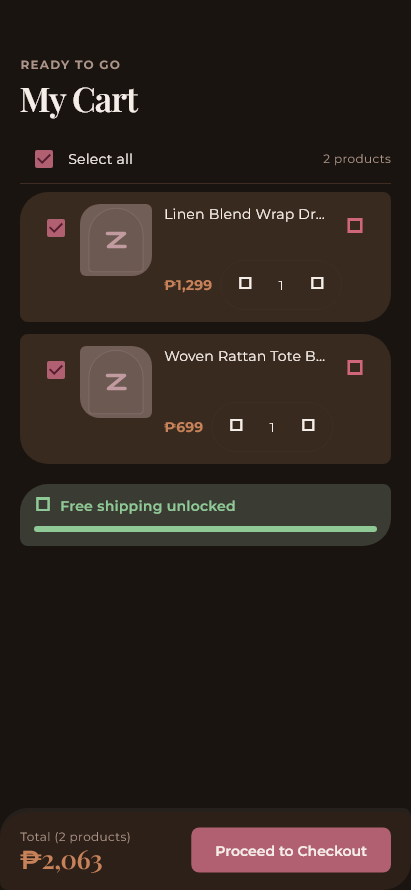 READY TO GO
My Cart
Select all
2 products
Linen Blend Wrap Dr...
Z
₱1,299
1
Woven Rattan Tote B...
Z
₱699
1
Free shipping unlocked
Total (2 products)
₱2,063
Proceed to Checkout